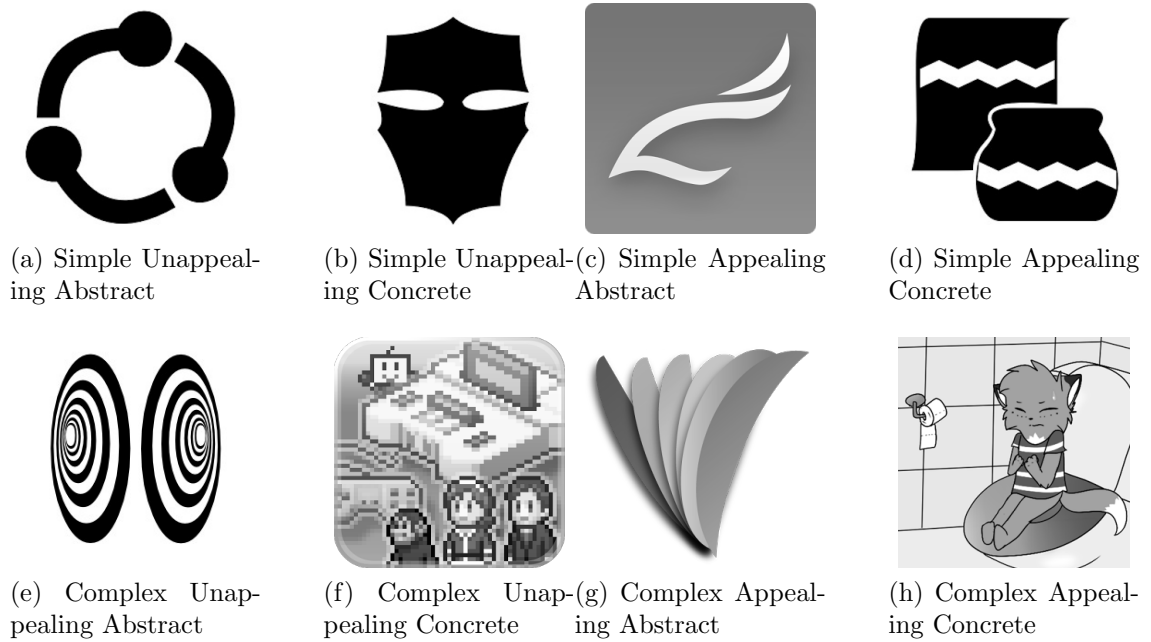 (a) Simple Unappeal-
ing Abstract
(b) Simple Unappeal-
ing Concrete
(c) Simple Appealing
Abstract
(d) Simple Appealing
Concrete
(e) Complex Unap-
pealing Abstract
(f) Complex Unap-
pealing Concrete
(g) Complex Appeal-
ing Abstract
(h) Complex Appeal-
ing Concrete